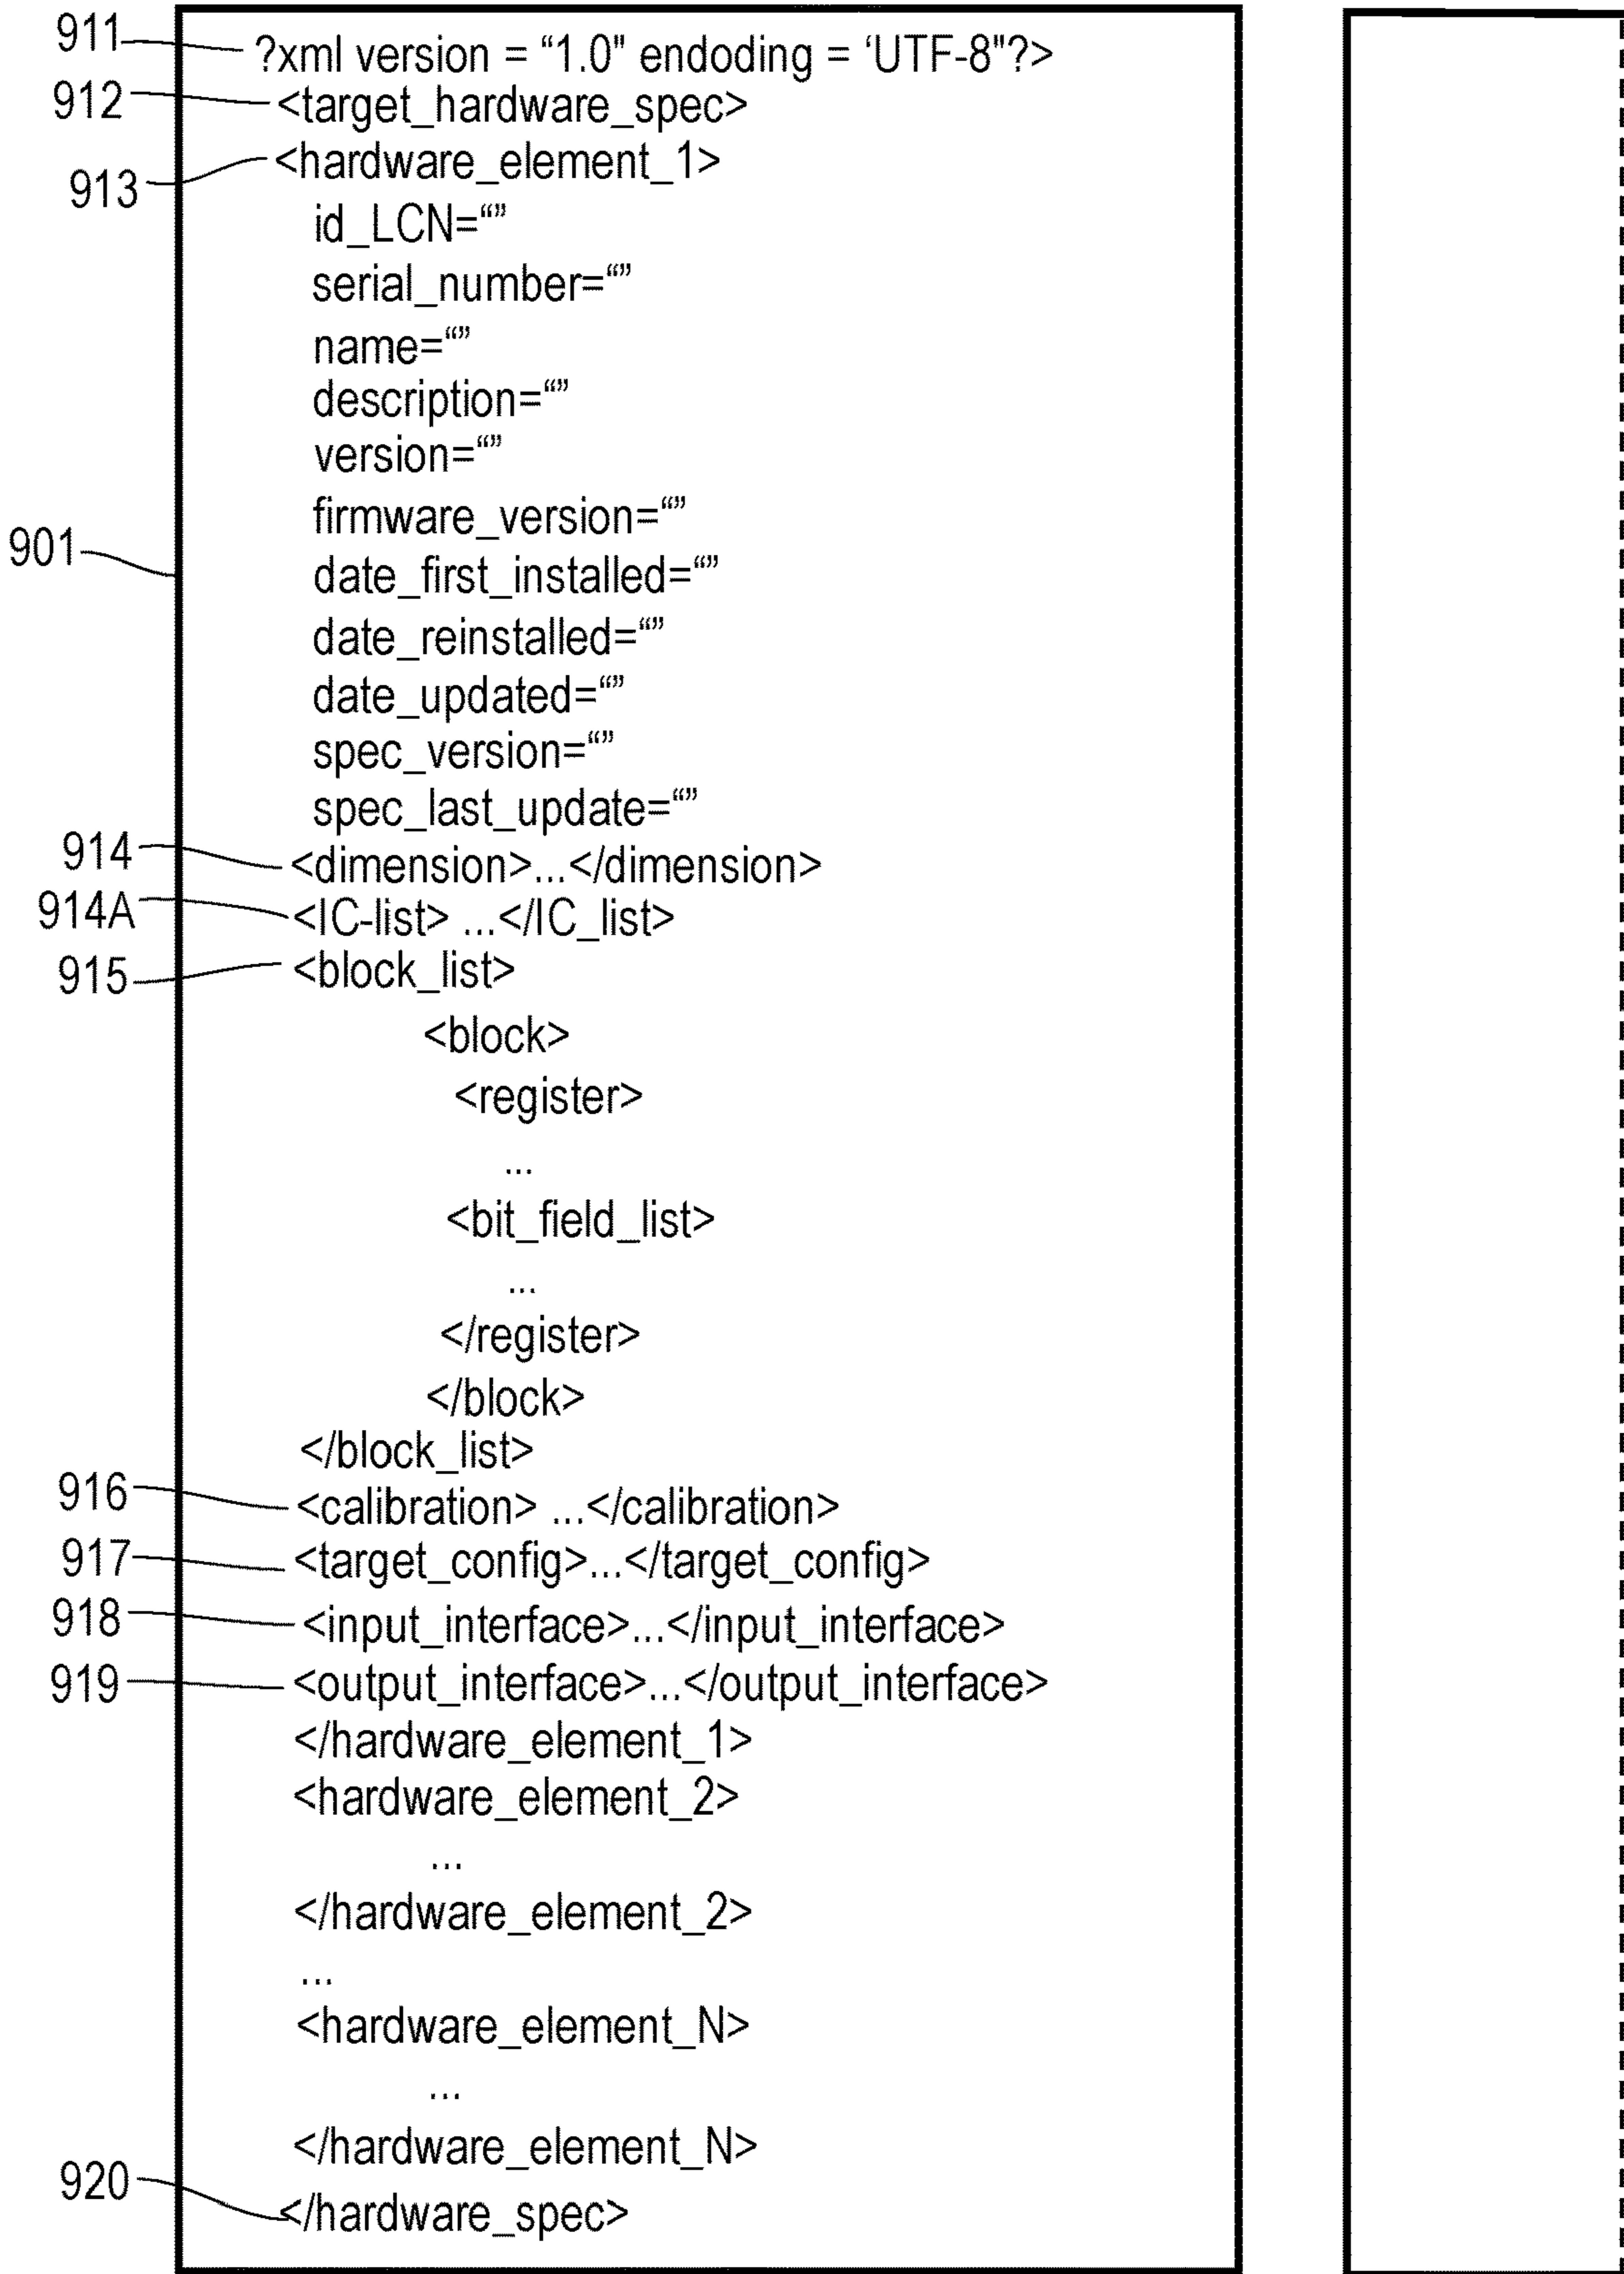 911 ?xml version = “1.0" endoding = ‘UTF-8"?>
912 <target_hardware_spec>
913 <hardware_element_1>
id_LCN=“”
serial_number=“”
name=“”
description=“”
version=“”
firmware_version=“”
901 date_first_installed=“”
date_reinstalled=“”
date_updated=“”
spec_version=“”
spec_last_update=“”
914 <dimension>...</dimension>
914A <IC-list> ...</IC_list>
915 <block_list>
<block>
<register>
...
<bit_field_list>
...
</register>
</block>
</block_list>
916 <calibration> ...</calibration>
917 <target_config>...</target_config>
918 <input_interface>...</input_interface>
919 <output_interface>...</output_interface>
</hardware_element_1>
<hardware_element_2>
...
</hardware_element_2>
...
<hardware_element_N>
...
</hardware_element_N>
920 </hardware_spec>